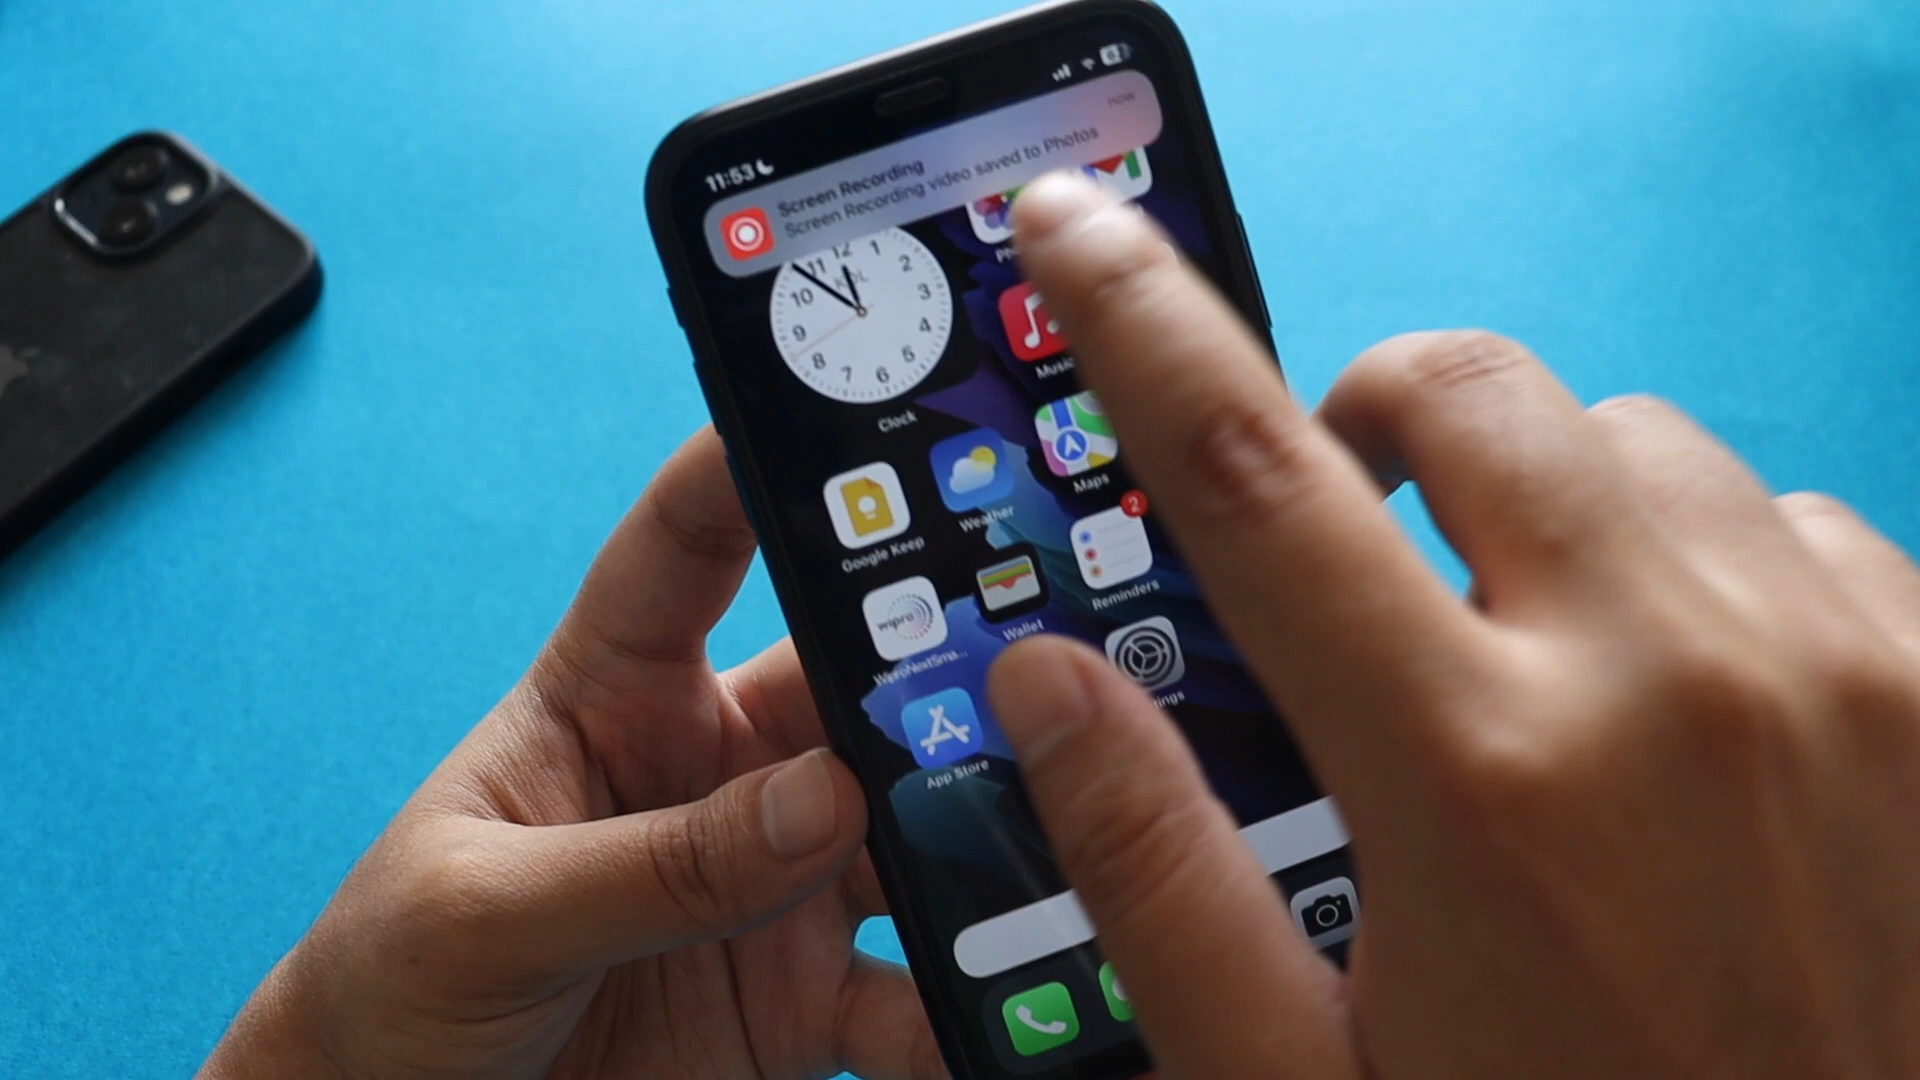 11:53
now
Screen Recording
Screen Recording video saved to Photos
12
1
2
3
4
5
6
7
8
9
10
11
Clock
Music
Maps
Google Keep
Weather
2
Reminders
wipro
WiproNextSma...
Wallet
App Store